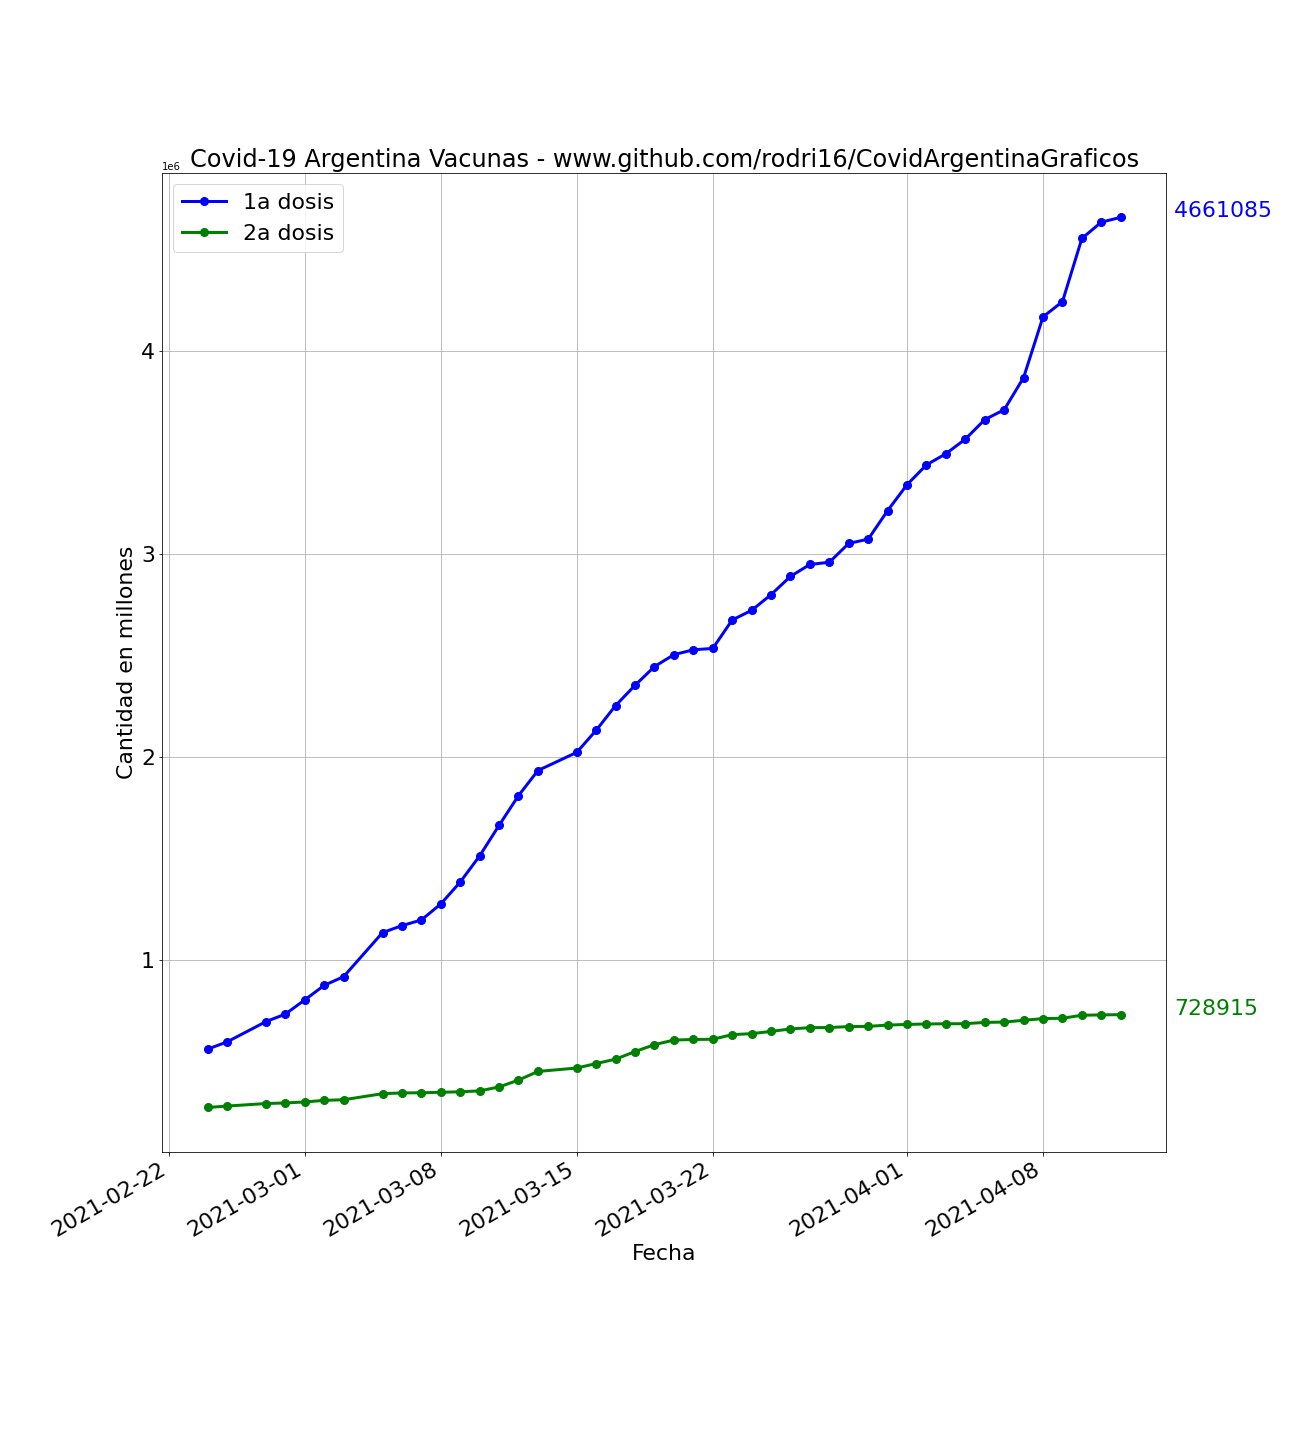 Covid-19 Argentina Vacunas - www.github.com/rodri16/CovidArgentinaGraficos
1e6
1a dosis
2a dosis
4661085
728915
4
3
2
1
Cantidad en millones
2021-02-22
2021-03-01
2021-03-08
2021-03-15
2021-03-22
2021-04-01
2021-04-08
Fecha